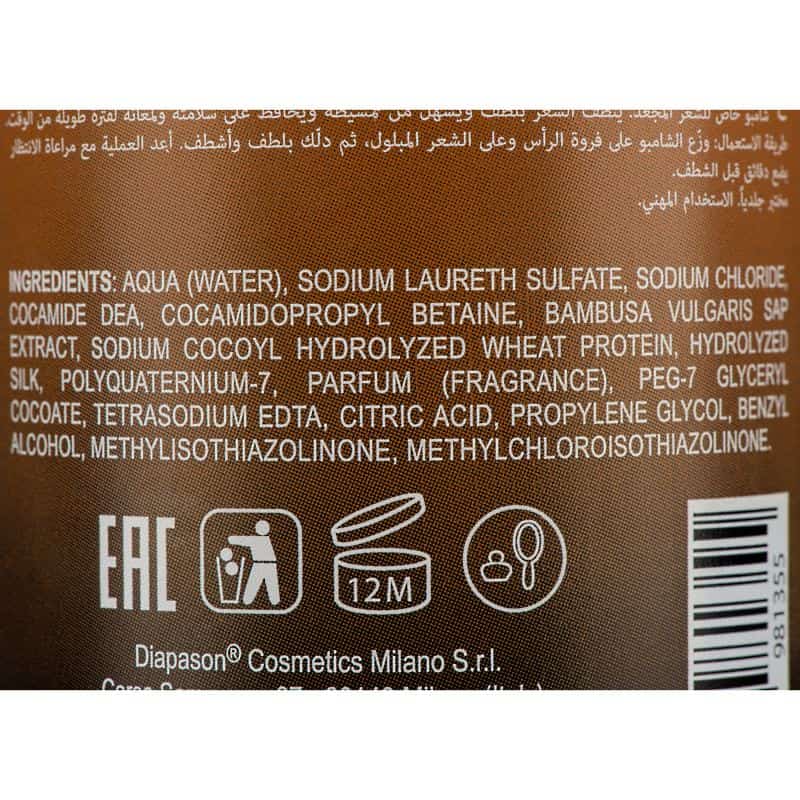 شامبو خاص للشعر المجعد. ينظف الشعر بلطف ويسهل من تمشيطه ويحافظ على سلامته ولمعانه لفترة طويلة من الوقت.
طريقة الاستعمال: وزّع الشامبو على فروة الرأس وعلى الشعر المبلول، ثم دلّك بلطف وأشطف. أعد العملية مع مراعاة الانتظار
بضع دقائق قبل الشطف.
مختبر جلدياً. الاستخدام المهني.
INGREDIENTS: AQUA (WATER), SODIUM LAURETH SULFATE, SODIUM CHLORIDE,
COCAMIDE DEA, COCAMIDOPROPYL BETAINE, BAMBUSA VULGARIS SAP
EXTRACT, SODIUM COCOYL HYDROLYZED WHEAT PROTEIN, HYDROLYZED
SILK, POLYQUATERNIUM-7, PARFUM (FRAGRANCE), PEG-7 GLYCERYL
COCOATE, TETRASODIUM EDTA, CITRIC ACID, PROPYLENE GLYCOL, BENZYL
ALCOHOL, METHYLISOTHIAZOLINONE, METHYLCHLOROISOTHIAZOLINONE.
EAC
12M
981355
Diapason® Cosmetics Milano S.r.l.